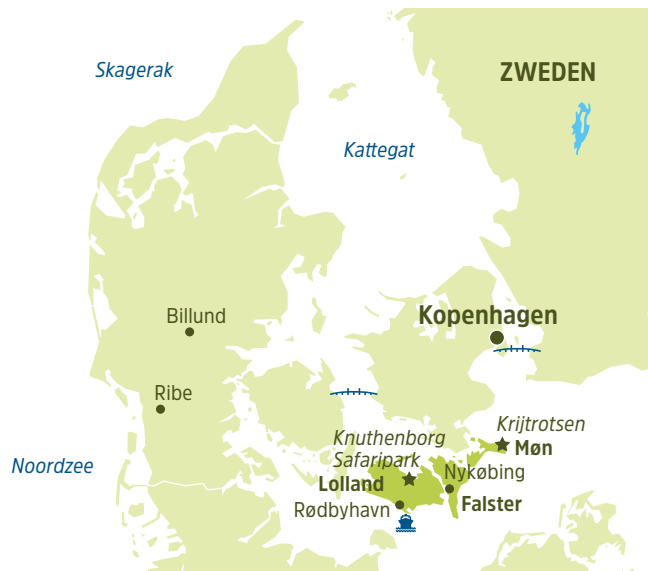 Skagerak
ZWEDEN
Kattegat
Billund
Kopenhagen
Ribe
Krijtrotsen
Møn
Knuthenborg
Safaripark
Noordzee
Nykøbing
Lolland
Falster
Rødbyhavn